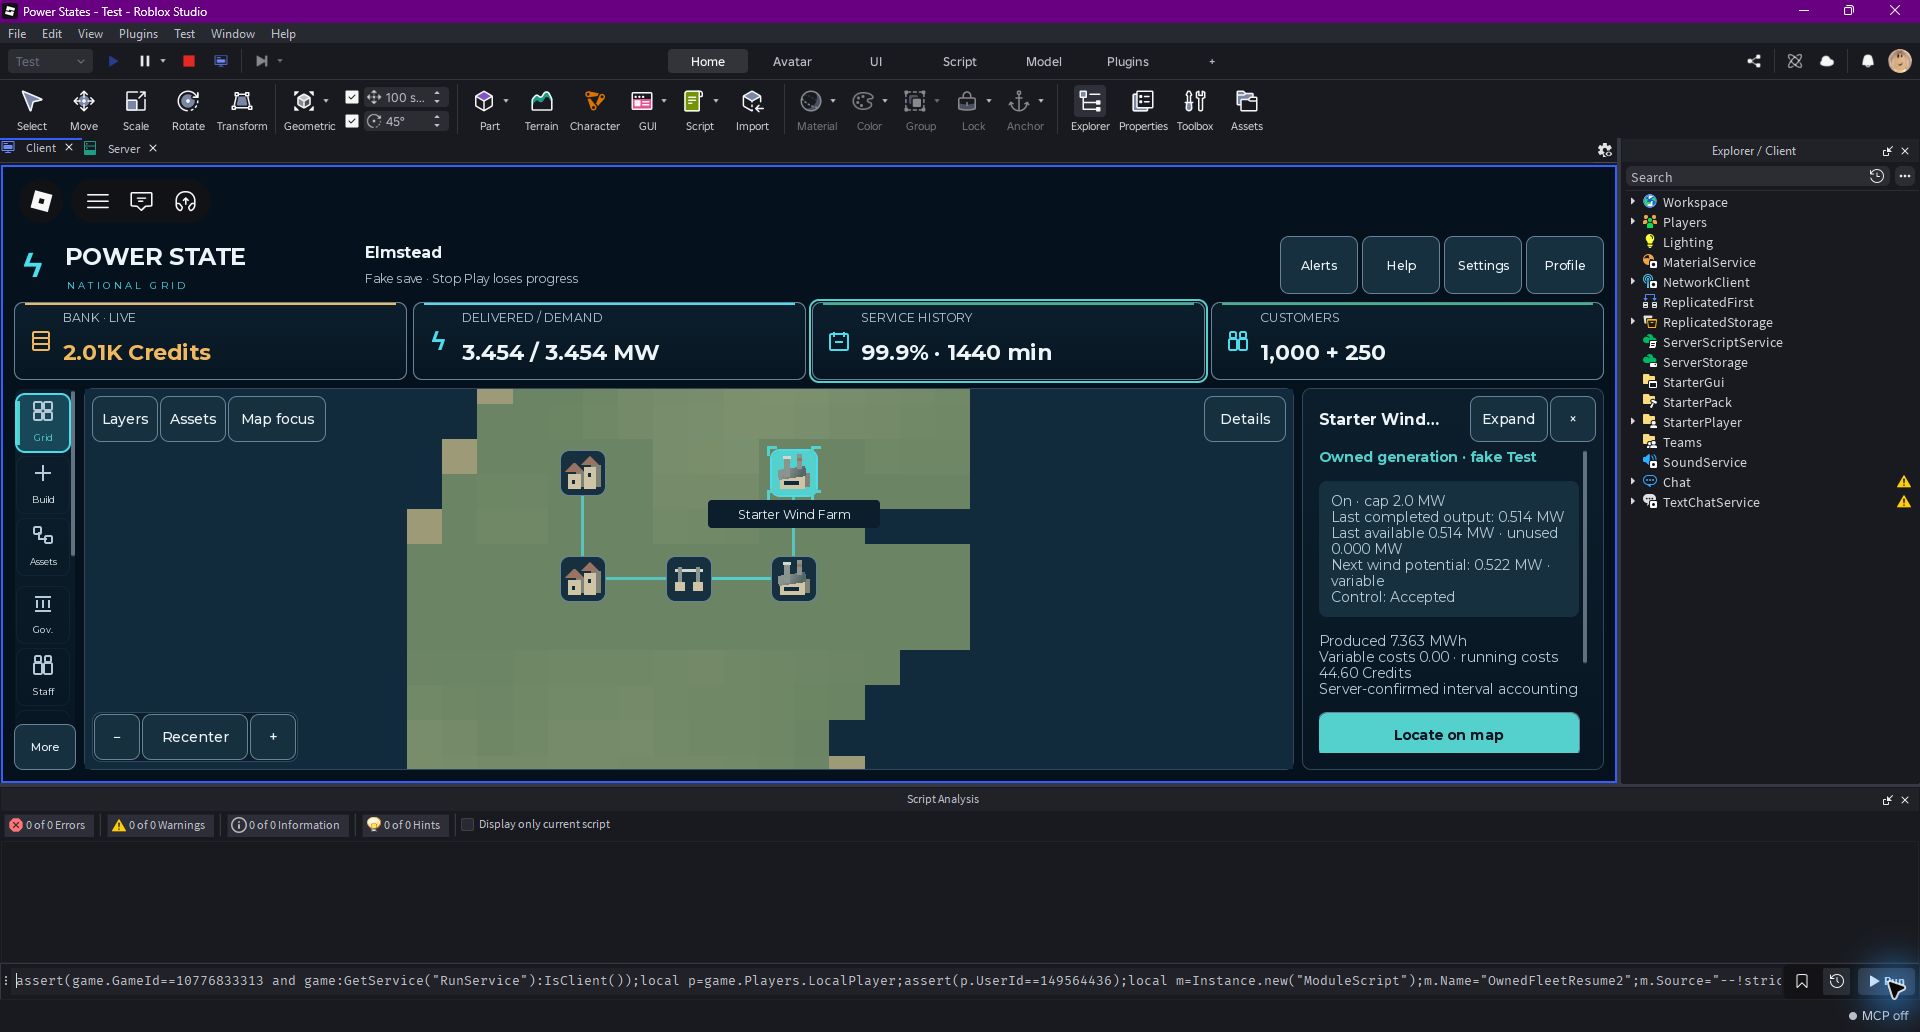 Power States - Test - Roblox Studio
File Edit View Plugins Test Window Help
Test
Home Avatar UI Script Model Plugins +
100 s...
45°
Select Move Scale Rotate Transform Geometric Part Terrain Character GUI Script Import Material Color Group Lock Anchor Explorer Properties Toolbox Assets
Client Server
Explorer / Client
Search
Workspace
Players
Lighting
MaterialService
NetworkClient
ReplicatedFirst
ReplicatedStorage
ServerScriptService
ServerStorage
StarterGui
StarterPack
StarterPlayer
Teams
SoundService
Chat
TextChatService
POWER STATE
NATIONAL GRID
Elmstead
Fake save · Stop Play loses progress
Alerts Help Settings Profile
BANK · LIVE
2.01K Credits
DELIVERED / DEMAND
3.454 / 3.454 MW
SERVICE HISTORY
99.9% · 1440 min
CUSTOMERS
1,000 + 250
Grid
Build
Assets
Gov.
Staff
More
Layers Assets Map focus
Details
Starter Wind Farm
− Recenter +
Starter Wind...
Expand ×
Owned generation · fake Test
On · cap 2.0 MW
Last completed output: 0.514 MW
Last available 0.514 MW · unused
0.000 MW
Next wind potential: 0.522 MW ·
variable
Control: Accepted
Produced 7.363 MWh
Variable costs 0.00 · running costs
44.60 Credits
Server-confirmed interval accounting
Locate on map
Script Analysis
0 of 0 Errors 0 of 0 Warnings 0 of 0 Information 0 of 0 Hints Display only current script
assert(game.GameId==10776833313 and game:GetService("RunService"):IsClient());local p=game.Players.LocalPlayer;assert(p.UserId==149564436);local m=Instance.new("ModuleScript");m.Name="OwnedFleetResume2";m.Source="--!stric
MCP off